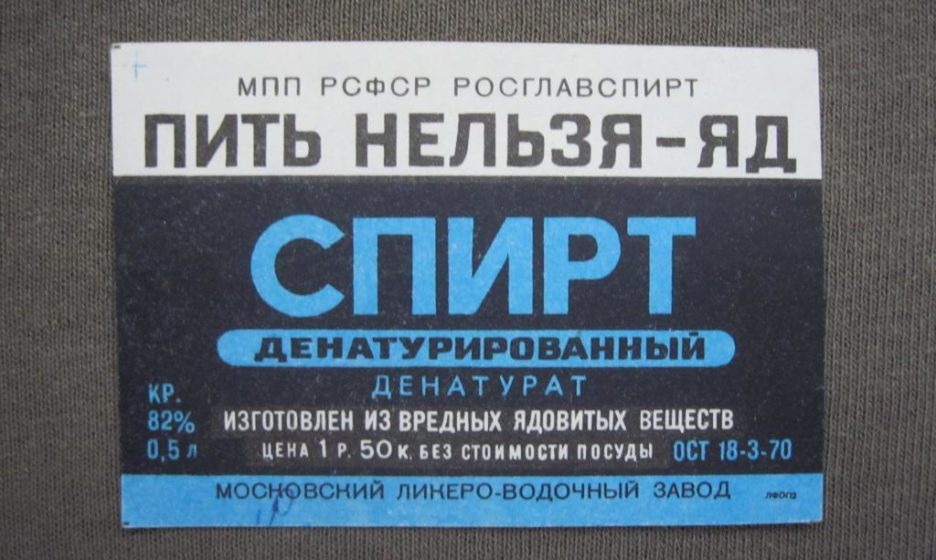 МПП РСФСР РОСГЛАВСПИРТ
ПИТЬ НЕЛЬЗЯ-ЯД
СПИРТ
ДЕНАТУРИРОВАННЫЙ
ДЕНАТУРАТ
КР.
82% ИЗГОТОВЛЕН ИЗ ВРЕДНЫХ ЯДОВИТЫХ ВЕЩЕСТВ
0,5 л ЦЕНА 1 Р. 50 К. БЕЗ СТОИМОСТИ ПОСУДЫ ОСТ 18-3-70
МОСКОВСКИЙ ЛИКЕРО-ВОДОЧНЫЙ ЗАВОД